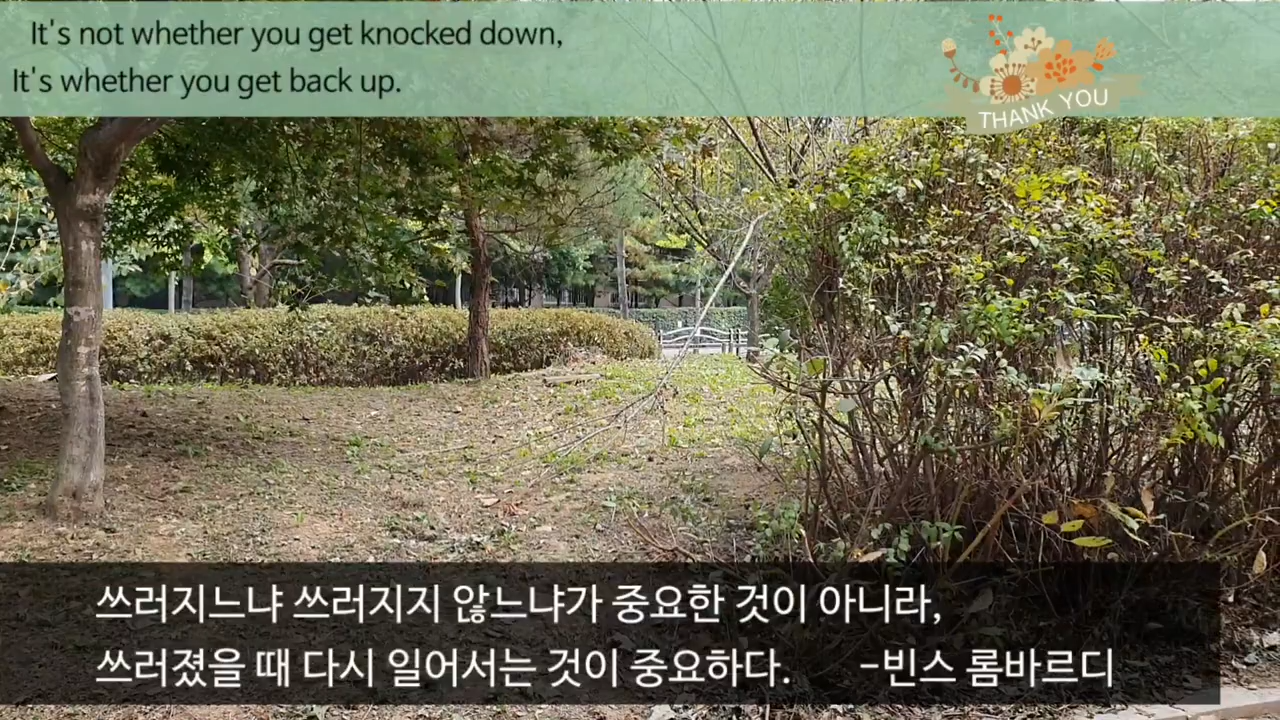 It's not whether you get knocked down,
It's whether you get back up.
THANK YOU
쓰러지느냐 쓰러지지 않느냐가 중요한 것이 아니라,
쓰러졌을 때 다시 일어서는 것이 중요하다. -빈스 롬바르디